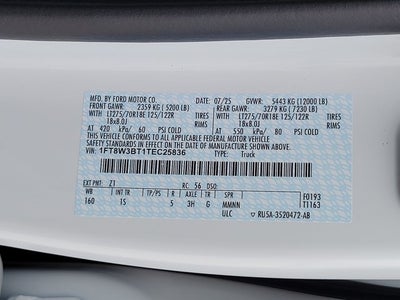 MFD. BY FORD MOTOR CO. 07/25 GVWR: 5443 KG (12000 LB)
FRONT GAWR: 2359 KG (5200 LB) REAR GAWR: 3279 KG (7230 LB)
LT275/70R18E 125/122R TIRES LT275/70R18E 125/122R TIRES
18x8.0J RIMS 18x8.0J RIMS
AT 420 kPa/ 60 PSI COLD AT 550 kPa/ 80 PSI COLD
THIS VEHICLE CONFORMS TO ALL APPLICABLE FEDERAL MOTOR VEHICLE
SAFETY STANDARDS IN EFFECT ON THE DATE OF MANUFACTURE SHOWN ABOVE.
VIN: 1FT8W3BT1TEC25836 TYPE: Truck
EXT PNT: Z1 RC: 56 DSO: F0193
WB TP/PS R AXLE TR SPR T1163
160 15 5 3H G MMNN
ULC RU5A-3520472-AB